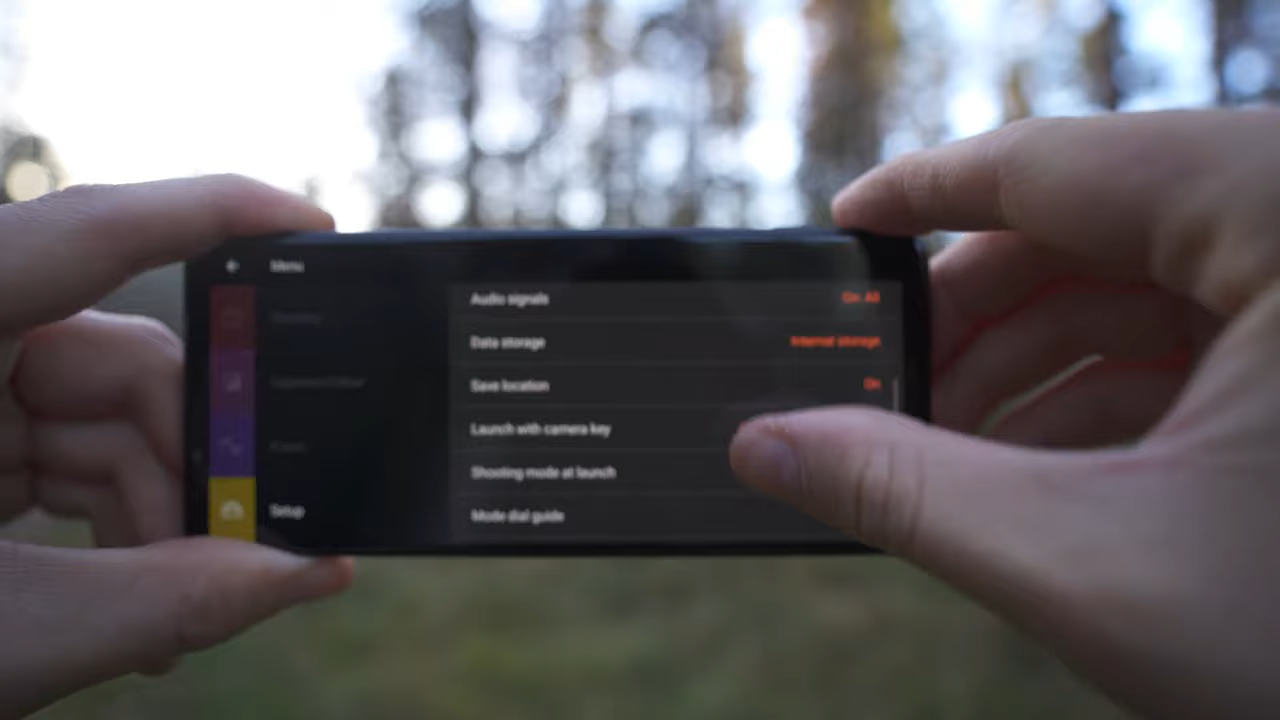 Menu
Audio signals
On: All
Data storage
Internal storage
Save location
On
Launch with camera key
Shooting mode at launch
Mode dial guide
Setup